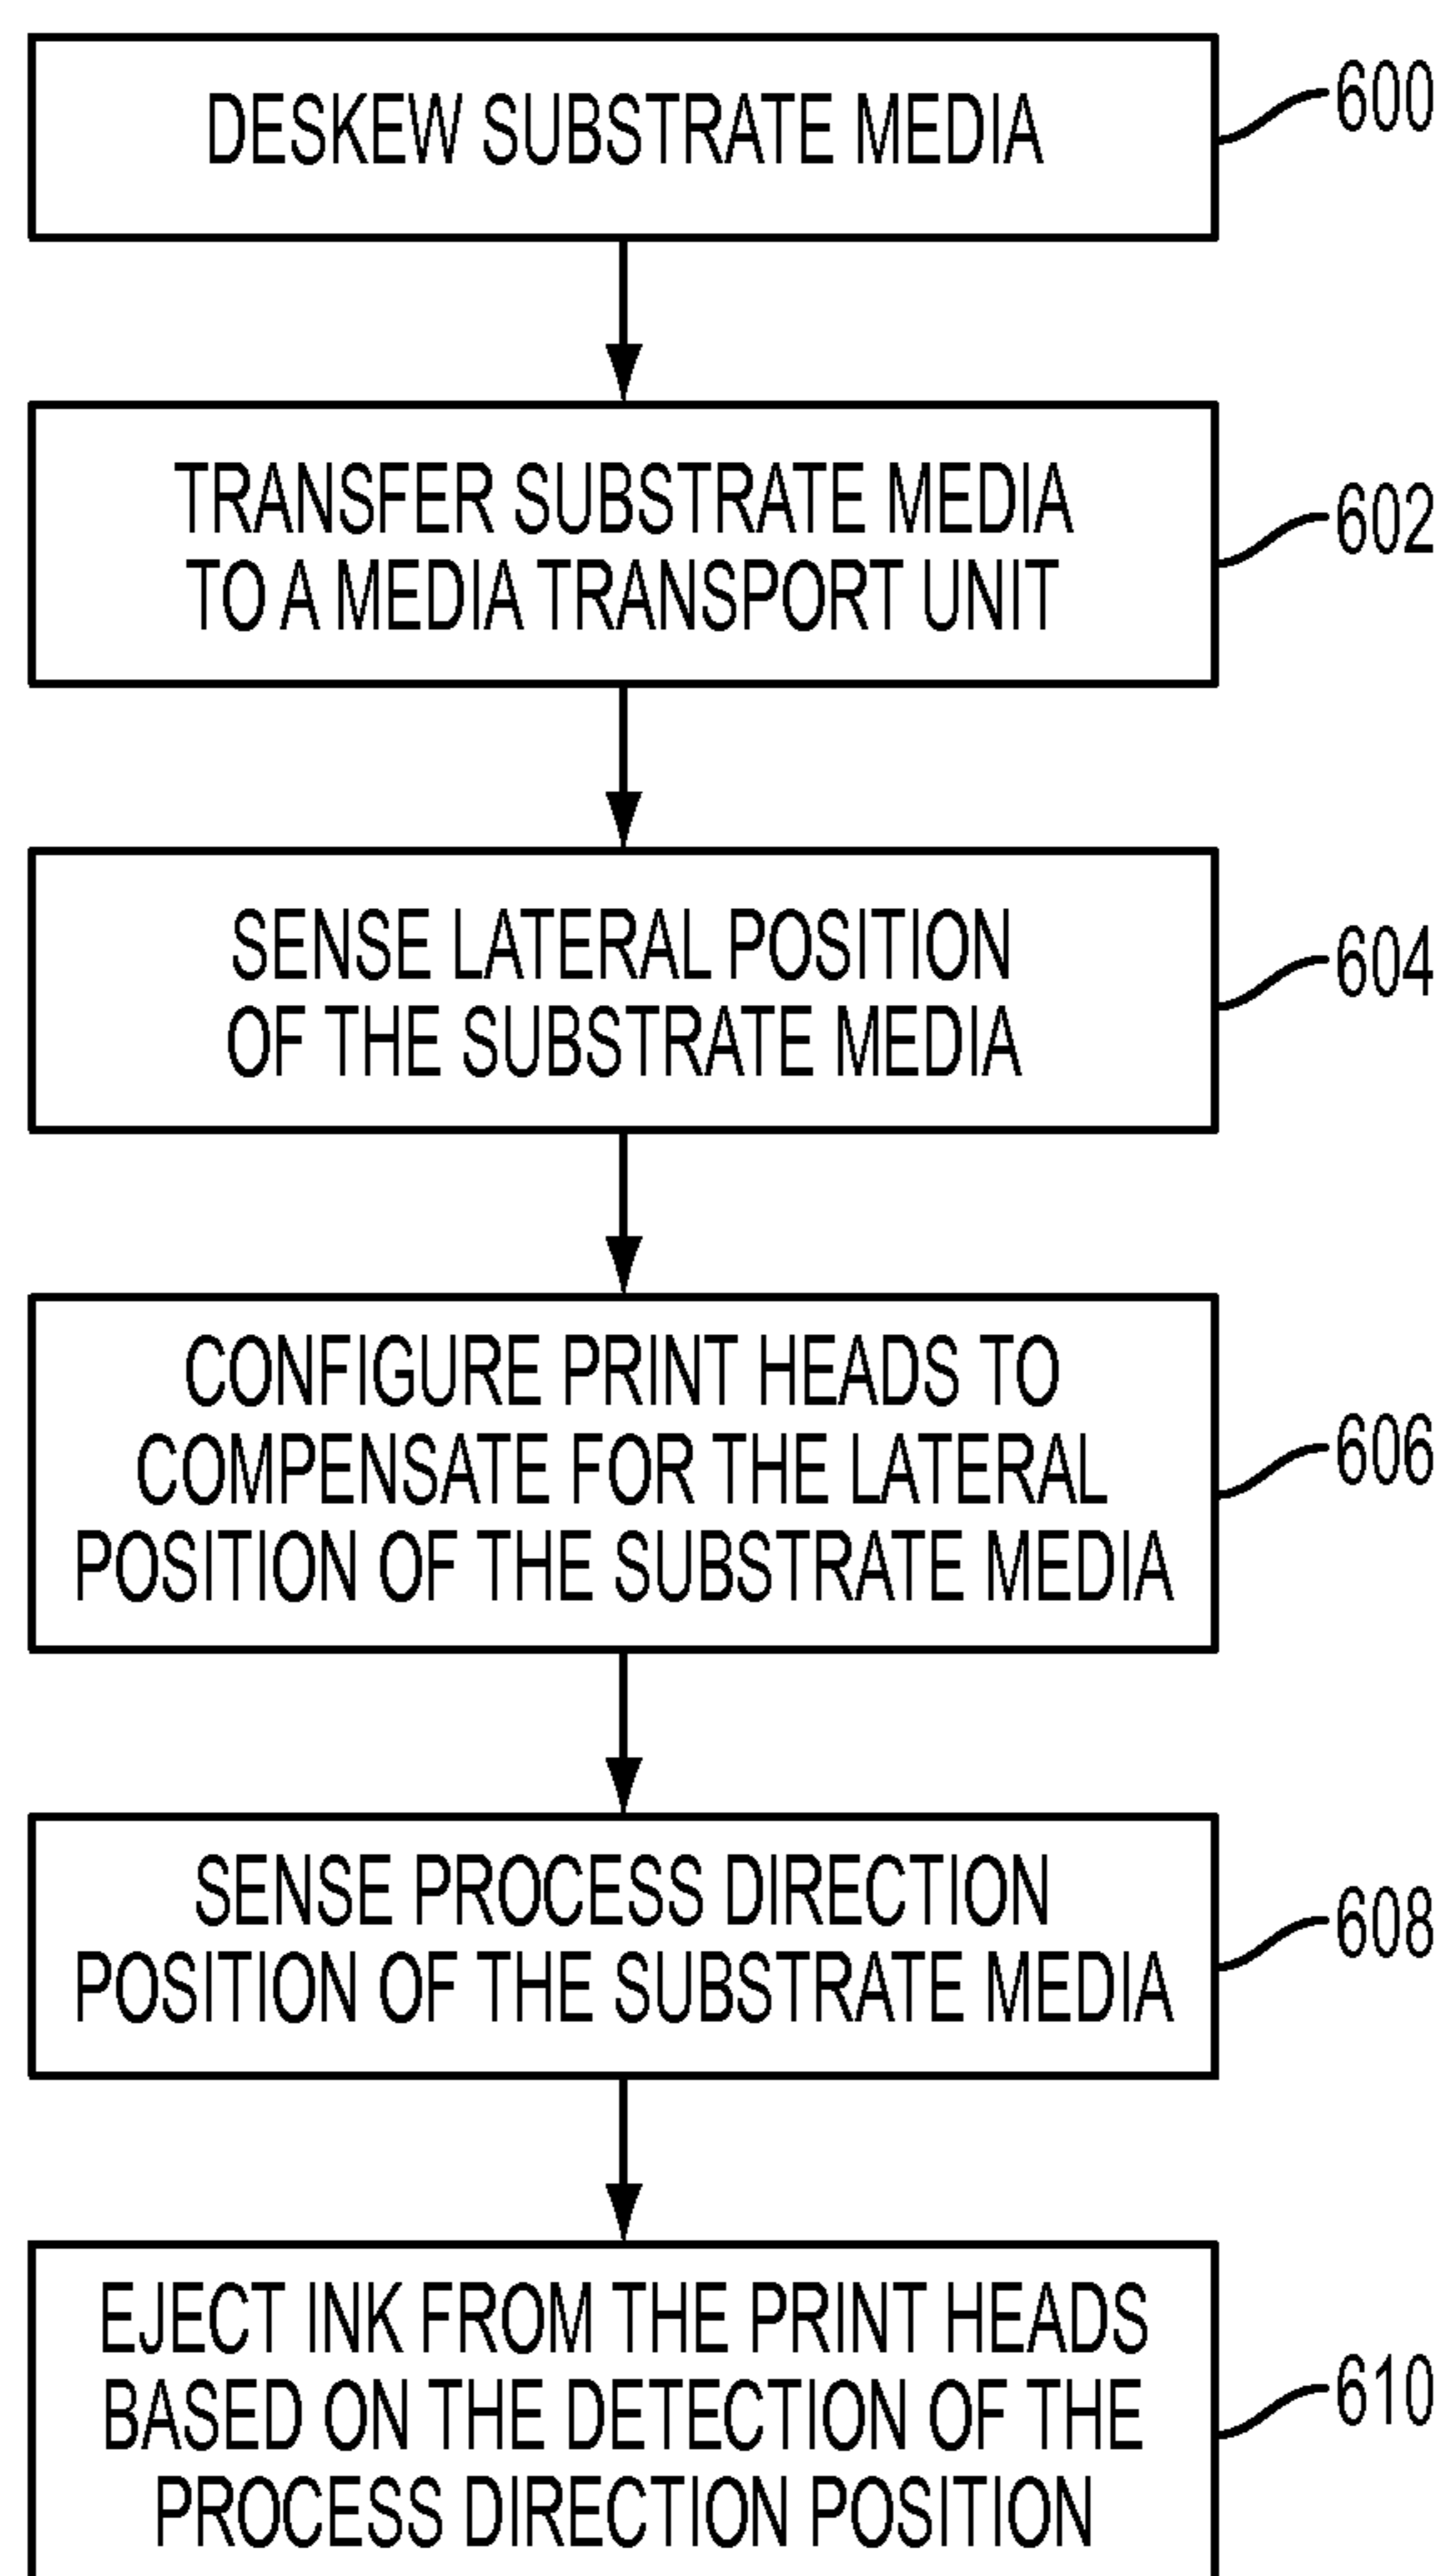 DESKEW SUBSTRATE MEDIA
600
TRANSFER SUBSTRATE MEDIA
TO A MEDIA TRANSPORT UNIT
602
SENSE LATERAL POSITION
OF THE SUBSTRATE MEDIA
604
CONFIGURE PRINT HEADS TO
COMPENSATE FOR THE LATERAL
POSITION OF THE SUBSTRATE MEDIA
606
SENSE PROCESS DIRECTION
POSITION OF THE SUBSTRATE MEDIA
608
EJECT INK FROM THE PRINT HEADS
BASED ON THE DETECTION OF THE
PROCESS DIRECTION POSITION
610